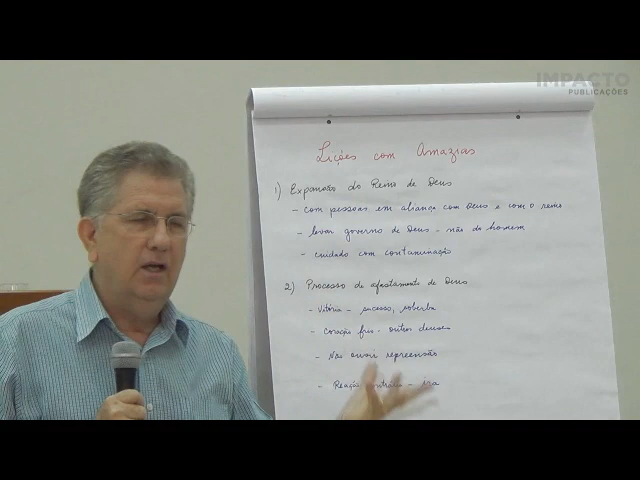 IMPACTO
PUBLICAÇÕES
Lições com Amazias
1) Expansão do Reino de Deus
- com pessoas em aliança com Deus e com o reino
- levar governo de Deus - não do homem
- cuidado com contaminação
2) Processo de afastamento de Deus
- Vitória - sucesso, soberba
- Coração frio - outros deuses
- Não ouvir repreensão
- Reação - ira